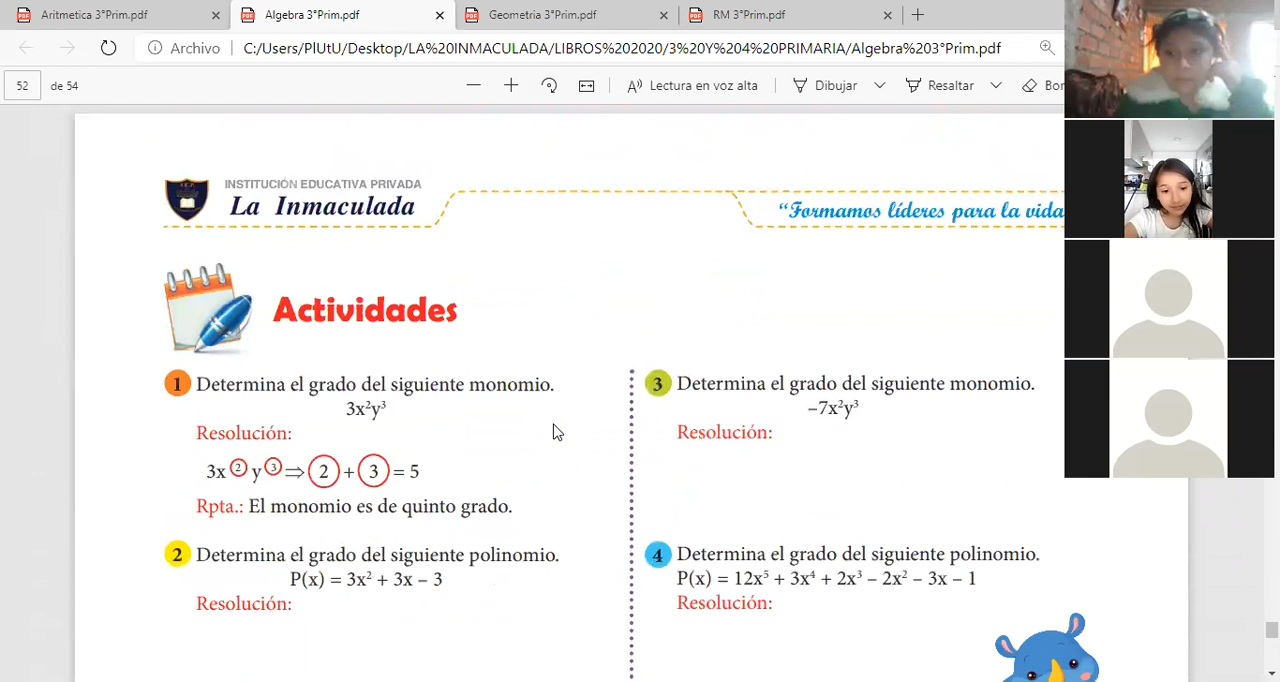 Aritmetica 3°Prim.pdf
Algebra 3°Prim.pdf
Geometria 3°Prim.pdf
RM 3°Prim.pdf
Archivo
C:/Users/PlUtU/Desktop/LA%20INMACULADA/LIBROS%202020/3%20Y%204%20PRIMARIA/Algebra%203°Prim.pdf
52 de 54
Lectura en voz alta
Dibujar
Resaltar
Bor
INSTITUCIÓN EDUCATIVA PRIVADA
La Inmaculada
“Formamos líderes para la vida
Actividades
1 Determina el grado del siguiente monomio.
3x²y³
Resolución:
3x ② y ③ ⇒ 2 + 3 = 5
Rpta.: El monomio es de quinto grado.
2 Determina el grado del siguiente polinomio.
P(x) = 3x² + 3x – 3
Resolución:
3 Determina el grado del siguiente monomio.
–7x²y³
Resolución:
4 Determina el grado del siguiente polinomio.
P(x) = 12x⁵ + 3x⁴ + 2x³ – 2x² – 3x – 1
Resolución: